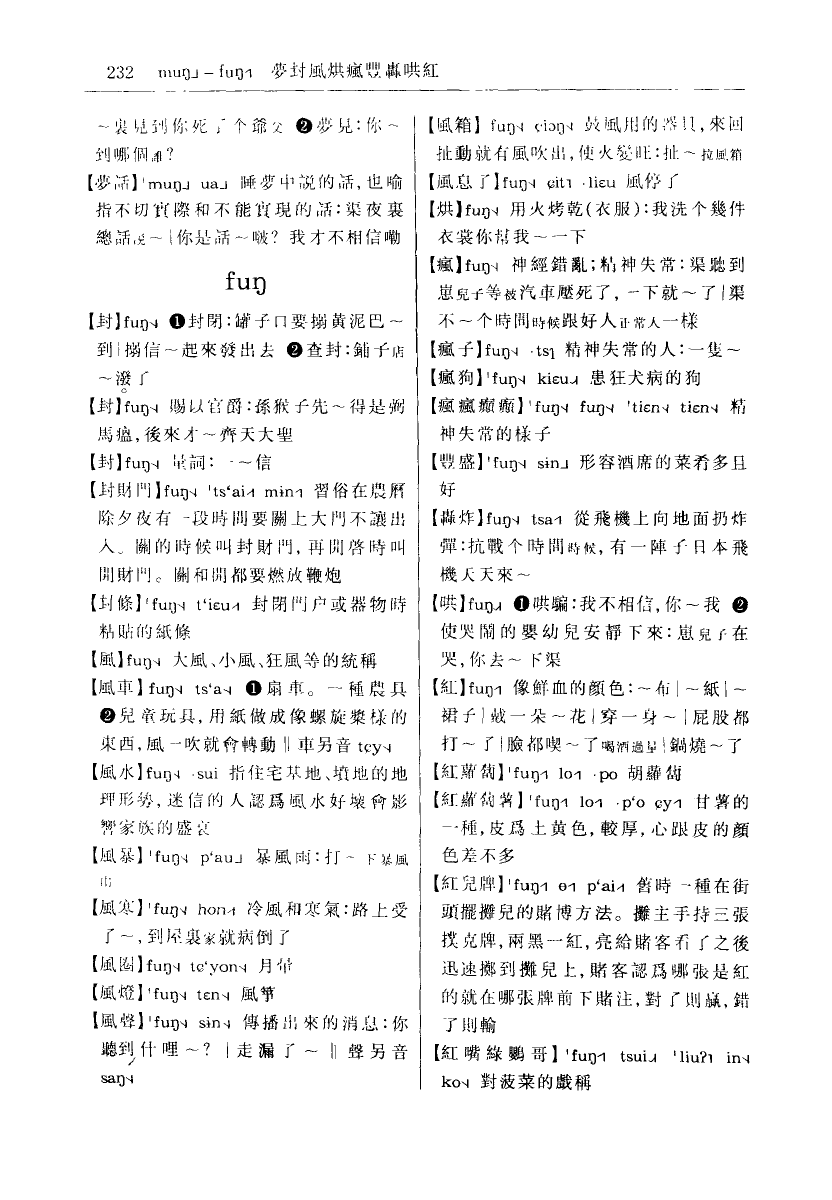 232 muŋ˩ – fuŋ˧˥ 夢封風烘瘋豐轟哄紅
～裏見到你死了个爺父 ❷夢見：你～
到哪個誰？
【夢話】ˈmuŋ˩ ua˩ 睡夢中説的話，也喻
指不切實際和不能實現的話：渠夜裏
總話説～|你是話～啵？我才不相信嘞
fuŋ
【封】fuŋ˧˩ ❶封閉：罐子口要搦黄泥巴～
到|搦信～起來發出去 ❷查封：鋪子店
～潑了
【封】fuŋ˧˩ 賜以官爵：孫猴子先～得是弼
馬瘟，後來才～齊天大聖
【封】fuŋ˧˩ 量詞：一～信
【封財門】fuŋ˧˩ ˈtsʻai˩˧ min˧˥ 習俗在農曆
除夕夜有一段時間要關上大門不讓出
人。關的時候叫封財門，再開啓時叫
開財門。關和開都要燃放鞭炮
【封條】ˈfuŋ˧˩ tʻiɛu˩˧ 封閉門户或器物時
粘貼的紙條
【風】fuŋ˧˩ 大風、小風、狂風等的統稱
【風車】fuŋ˧˩ tsʻa˧˩ ❶扇車。一種農具
❷兒童玩具，用紙做成像螺旋槳樣的
東西，風一吹就會轉動‖車另音 tɕy˧˩
【風水】fuŋ˧˩ ·sui 指住宅基地、墳地的地
理形勢，迷信的人認爲風水好壞會影
響家族的盛衰
【風暴】ˈfuŋ˧˩ pʻau˩ 暴風雨：打～下暴風
雨
【風寒】ˈfuŋ˧˩ hon˩˧ 冷風和寒氣：路上受
了～，到屋裏家就病倒了
【風圈】fuŋ˧˩ tɕʻyon˧˩ 月暈
【風燈】ˈfuŋ˧˩ tɛn˧˩ 風箏
【風聲】ˈfuŋ˧˩ sin˧˩ 傳播出來的消息：你
聽到什哩～？|走漏了～‖聲另音
saŋ˧˩
【風箱】fuŋ˧˩ ɕiɔŋ˧˩ 鼓風用的器具，來回
扯動就有風吹出，使火變旺：扯～拉風箱
【風息了】fuŋ˧˩ ɕit˥ ·liɛu 風停了
【烘】fuŋ˧˩ 用火烤乾（衣服）：我洗个幾件
衣裳你幫我～一下
【瘋】fuŋ˧˩ 神經錯亂；精神失常：渠聽到
崽兒子等被汽車壓死了，一下就～了|渠
不～个時間時候跟好人正常人一樣
【瘋子】fuŋ˧˩ ·tsɿ 精神失常的人：一隻～
【瘋狗】ˈfuŋ˧˩ kiɛu˨˩ 患狂犬病的狗
【瘋瘋癲癲】ˈfuŋ˧˩ fuŋ˧˩ ˈtiɛn˧˩ tiɛn˧˩ 精
神失常的樣子
【豐盛】ˈfuŋ˧˩ sin˩ 形容酒席的菜肴多且
好
【轟炸】fuŋ˧˩ tsa˧˥ 從飛機上向地面扔炸
彈：抗戰个時間時候，有一陣子日本飛
機天天來～
【哄】fuŋ˨˩ ❶哄騙：我不相信，你～我 ❷
使哭鬧的嬰幼兒安靜下來：崽兒子在
哭，你去～下渠
【紅】fuŋ˧˥ 像鮮血的顔色：～布|～紙|～
裙子|戴一朵～花|穿一身～|屁股都
打～了|臉都喫～了喝酒過量|鍋燒～了
【紅蘿蔔】ˈfuŋ˧˥ lo˧˥ ·po 胡蘿蔔
【紅蘿蔔薯】ˈfuŋ˧˥ lo˧˥ ·pʻo ɕy˧˥ 甘薯的
一種，皮爲土黄色，較厚，心跟皮的顔
色差不多
【紅兒牌】ˈfuŋ˧˥ ɵ˧˥ pʻai˩˧ 舊時一種在街
頭擺攤兒的賭博方法。攤主手持三張
撲克牌，兩黑一紅，亮給賭客看了之後
迅速擲到攤兒上，賭客認爲哪張是紅
的就在哪張牌前下賭注，對了則贏，錯
了則輸
【紅嘴緑鸚哥】ˈfuŋ˧˥ tsui˨˩ ˈliuʔ˥ in˧˩
ko˧˩ 對菠菜的戲稱